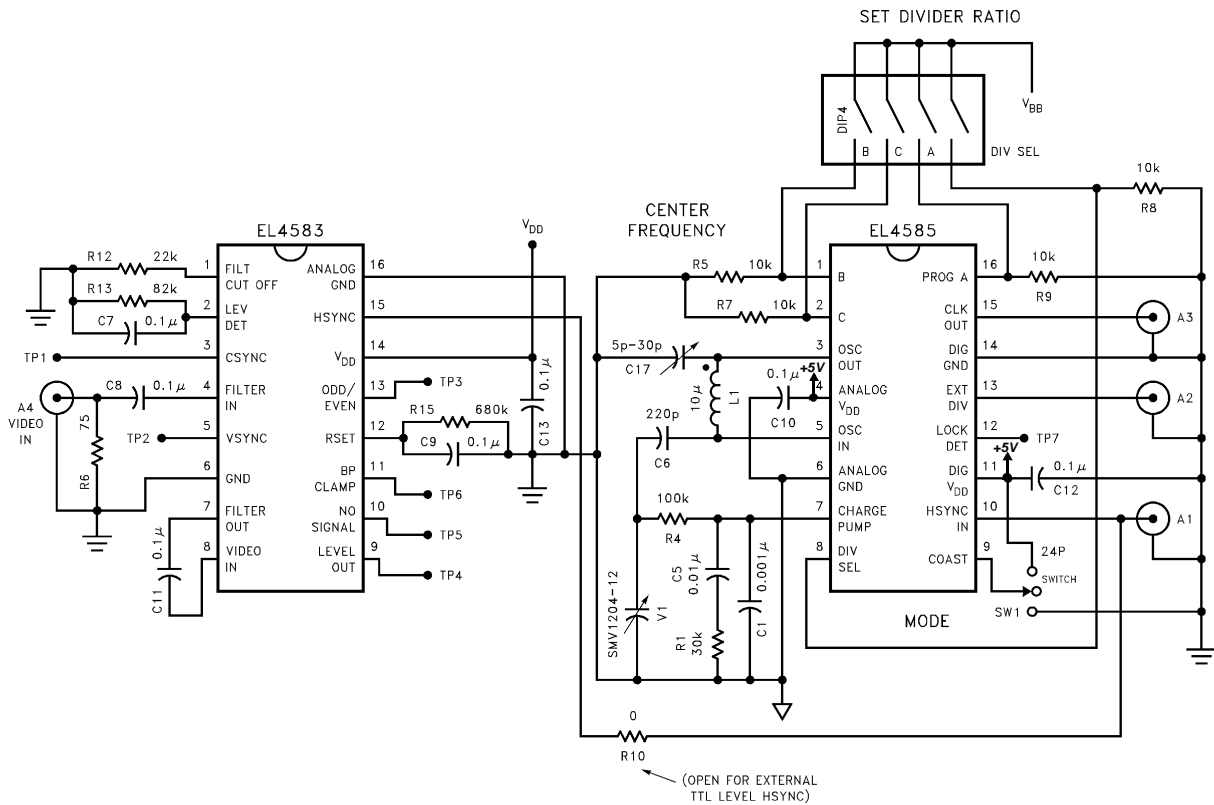 SET DIVIDER RATIO
DIP4
B
C
A
VBB
DIV SEL
10k
R8
CENTER
FREQUENCY
VDD
EL4583
R12
22k
R13
82k
C7
0.1μ
1
FILT
CUT OFF
2
LEV
DET
3
CSYNC
4
FILTER
IN
5
VSYNC
6
GND
7
FILTER
OUT
8
VIDEO
IN
ANALOG
GND
16
HSYNC
15
VDD
14
ODD/
EVEN
13
RSET
12
BP
CLAMP
11
NO
SIGNAL
10
LEVEL
OUT
9
TP1
A4
VIDEO
IN
75
R6
C8
0.1μ
TP2
C11
0.1μ
TP3
R15
680k
C9
0.1μ
0.1μ
C13
TP6
TP5
TP4
EL4585
R5
10k
R7
10k
5p-30p
C17
10μ
L1
0.1μ
C10
+5V
220p
C6
100k
R4
SMV1204-12
V1
C5
0.01μ
R1
30k
0.001μ
C1
1
B
2
C
3
OSC
OUT
4
ANALOG
VDD
5
OSC
IN
6
ANALOG
GND
7
CHARGE
PUMP
8
DIV
SEL
PROG A
16
CLK
OUT
15
DIG
GND
14
EXT
DIV
13
LOCK
DET
12
DIG
VDD
11
HSYNC
IN
10
COAST
9
10k
R9
A3
A2
TP7
+5V
0.1μ
C12
A1
24P
SWITCH
SW1
MODE
0
R10
(OPEN FOR EXTERNAL
TTL LEVEL HSYNC)